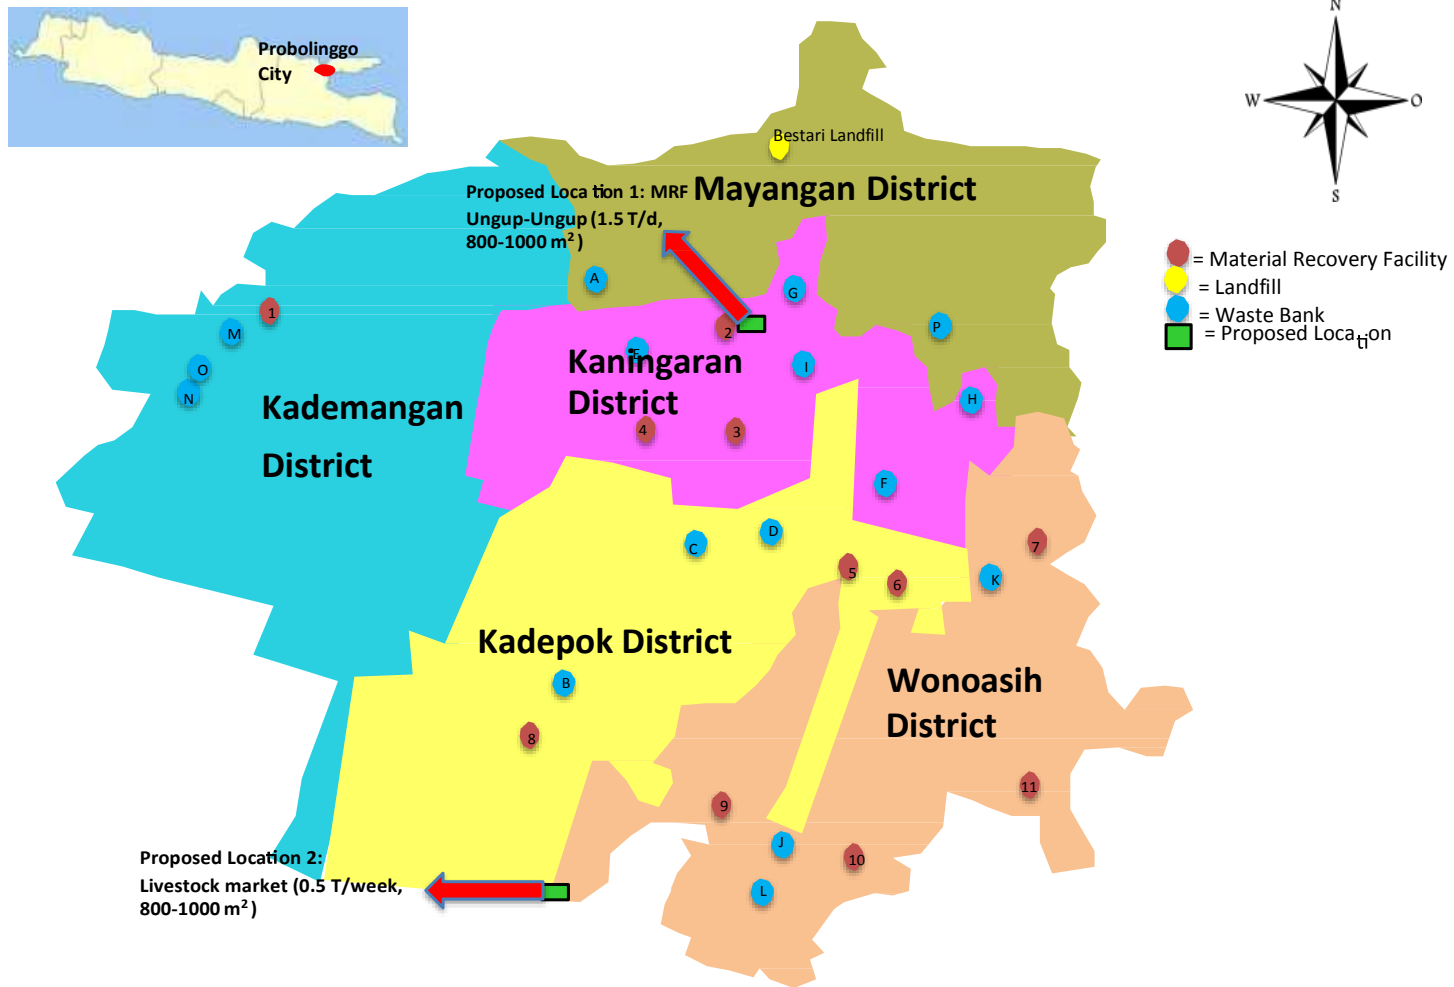 Probolinggo
City
N
W
O
S
Bestari Landfill
Mayangan District
Proposed Location 1: MRF
Ungup-Ungup (1.5 T/d,
800-1000 m²)
= Material Recovery Facility
= Landfill
= Waste Bank
= Proposed Location
A
G
1
M
2
P
E
I
O
N
Kaningaran
District
Kademangan
District
H
4
3
F
C
D
7
5
6
K
Kadepok District
B
Wonoasih
District
8
9
11
J
10
L
Proposed Location 2:
Livestock market (0.5 T/week,
800-1000 m²)